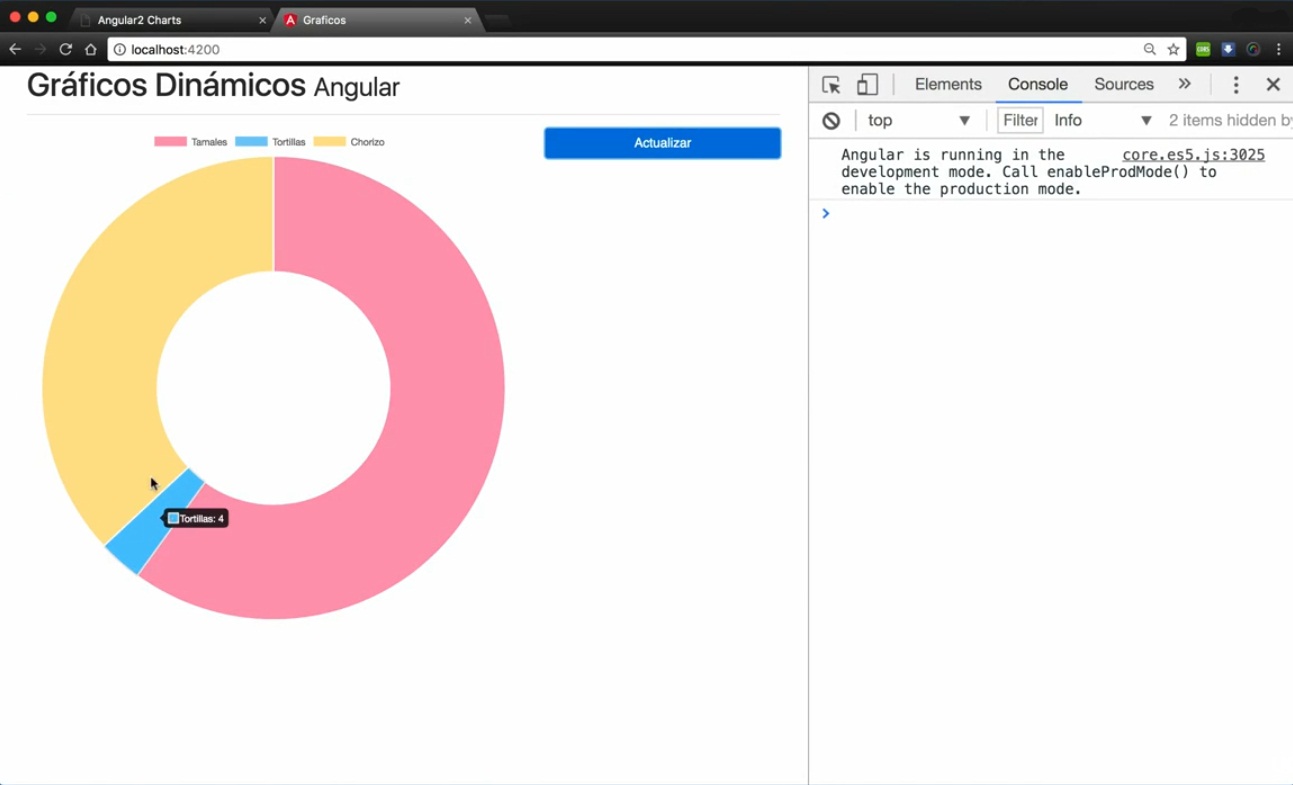 Angular2 Charts
Graficos
localhost:4200
Gráficos Dinámicos Angular
Tamales Tortillas Chorizo
Actualizar
Tortillas: 4
Elements Console Sources
top Filter Info 2 items hidden by
Angular is running in the core.es5.js:3025
development mode. Call enableProdMode() to
enable the production mode.